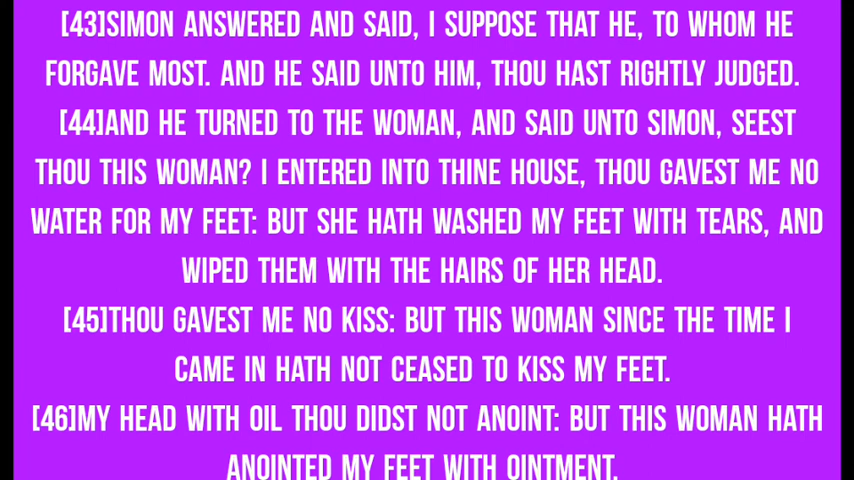 [43]SIMON ANSWERED AND SAID, I SUPPOSE THAT HE, TO WHOM HE
FORGAVE MOST. AND HE SAID UNTO HIM, THOU HAST RIGHTLY JUDGED.
[44]AND HE TURNED TO THE WOMAN, AND SAID UNTO SIMON, SEEST
THOU THIS WOMAN? I ENTERED INTO THINE HOUSE, THOU GAVEST ME NO
WATER FOR MY FEET: BUT SHE HATH WASHED MY FEET WITH TEARS, AND
WIPED THEM WITH THE HAIRS OF HER HEAD.
[45]THOU GAVEST ME NO KISS: BUT THIS WOMAN SINCE THE TIME I
CAME IN HATH NOT CEASED TO KISS MY FEET.
[46]MY HEAD WITH OIL THOU DIDST NOT ANOINT: BUT THIS WOMAN HATH
ANOINTED MY FEET WITH OINTMENT.